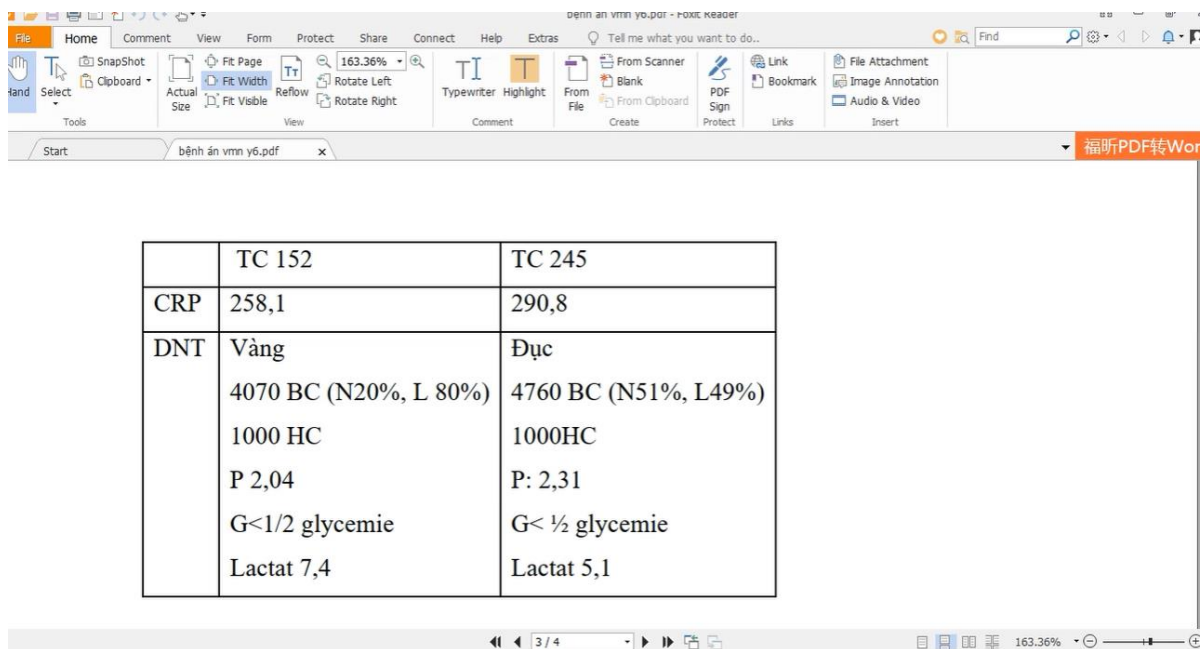 bệnh án vmn y6.pdf - Foxit Reader
File Home Comment View Form Protect Share Connect Help Extras Tell me what you want to do.. Find
SnapShot Fit Page 163.36% From Scanner Link File Attachment
Clipboard Fit Width Rotate Left Blank Bookmark Image Annotation
Hand Select Actual Size Fit Visible Reflow Rotate Right Typewriter Highlight From File From Clipboard PDF Sign Audio & Video
Tools View Comment Create Protect Links Insert
Start bệnh án vmn y6.pdf x 福昕PDF转Wor
TC 152 TC 245
CRP 258,1 290,8
DNT Vàng Đục
4070 BC (N20%, L 80%) 4760 BC (N51%, L49%)
1000 HC 1000HC
P 2,04 P: 2,31
G<1/2 glycemie G< ½ glycemie
Lactat 7,4 Lactat 5,1
3 / 4 163.36%